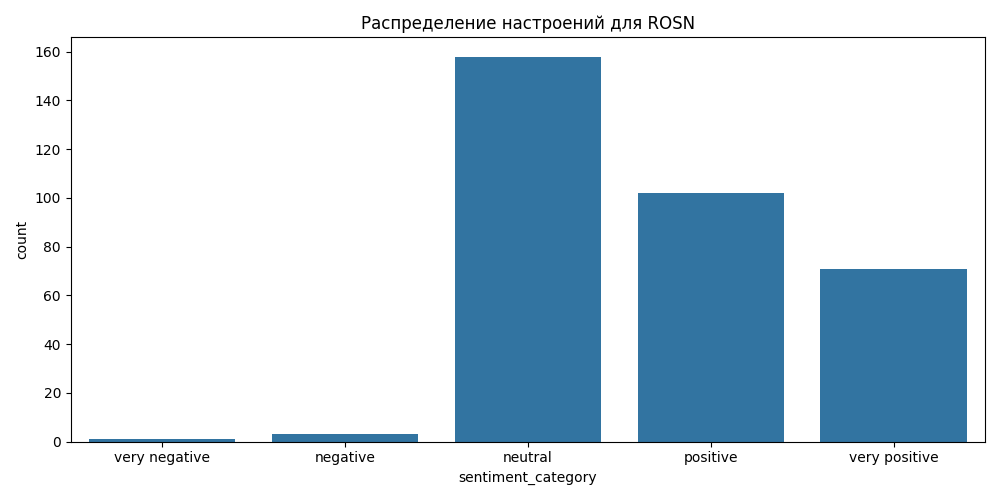 Распределение настроений для ROSN
160
140
120
100
80
60
40
20
0
count
very negative
negative
neutral
positive
very positive
sentiment_category